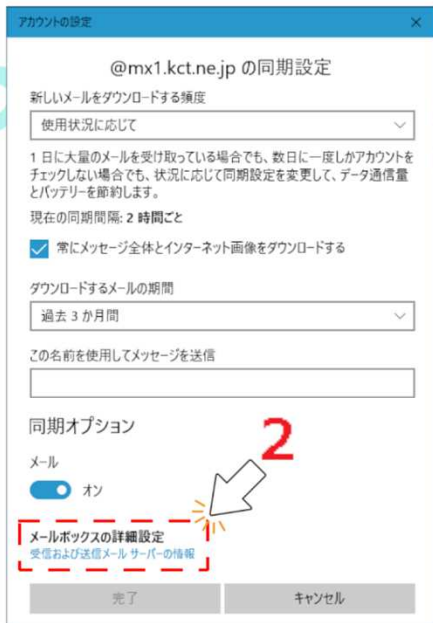 アカウントの設定
@mx1.kct.ne.jp の同期設定
新しいメールをダウンロードする頻度
使用状況に応じて
1 日に大量のメールを受け取っている場合でも、数日に一度しかアカウントを
チェックしない場合でも、状況に応じて同期設定を変更して、データ通信量
とバッテリーを節約します。
現在の同期間隔: 2 時間ごと
常にメッセージ全体とインターネット画像をダウンロードする
ダウンロードするメールの期間
過去 3 か月間
この名前を使用してメッセージを送信
同期オプション
2
メール
オン
メールボックスの詳細設定
受信および送信メール サーバーの情報
完了
キャンセル